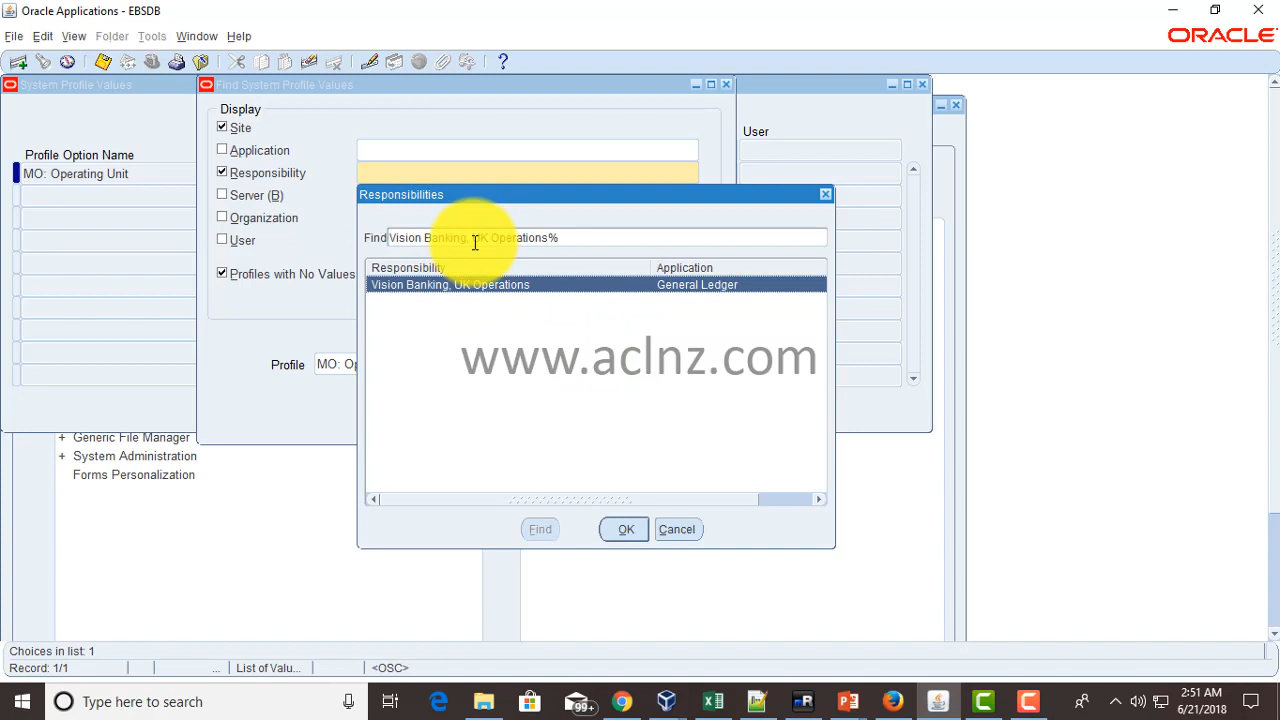 Oracle Applications - EBSDB
File Edit View Folder Tools Window Help
ORACLE
System Profile Values
Find System Profile Values
Display
Site
Application
Responsibility
Server (B)
Organization
User
Profiles with No Values
Profile MO: Op
Profile Option Name
MO: Operating Unit
User
Responsibilities
Find Vision Banking, UK Operations%
Responsibility Application
Vision Banking, UK Operations General Ledger
www.aclnz.com
Find OK Cancel
+ Generic File Manager
+ System Administration
Forms Personalization
Choices in list: 1
Record: 1/1 ... List of Valu... <OSC>
Type here to search
99+
2:51 AM
6/21/2018